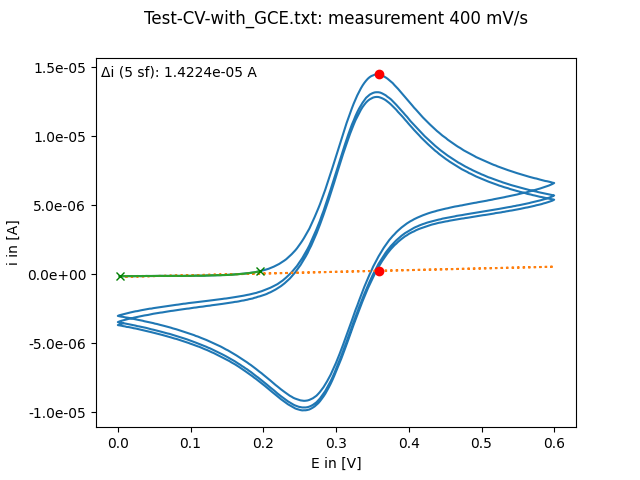 Test-CV-with_GCE.txt: measurement 400 mV/s
Δi (5 sf): 1.4224e-05 A
1.5e-05
1.0e-05
5.0e-06
0.0e+00
-5.0e-06
-1.0e-05
i in [A]
0.0 0.1 0.2 0.3 0.4 0.5 0.6
E in [V]